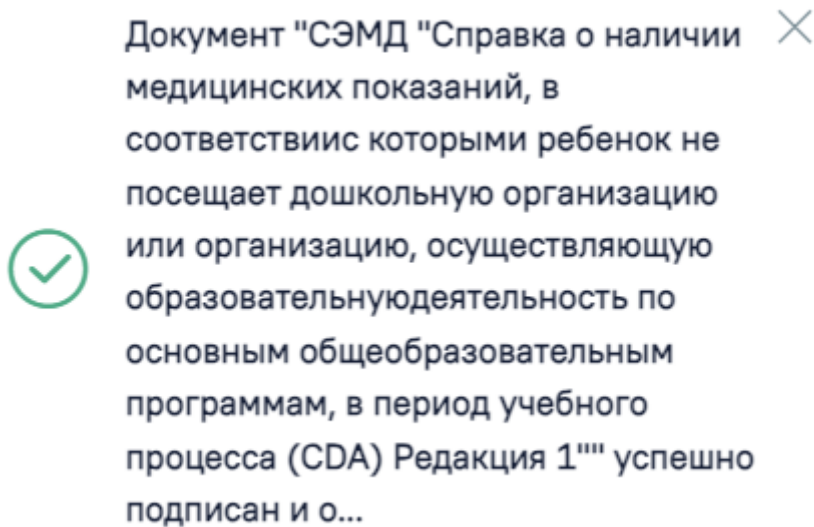 Документ "СЭМД "Справка о наличии
медицинских показаний, в
соответствиис которыми ребенок не
посещает дошкольную организацию
или организацию, осуществляющую
образовательнуюдеятельность по
основным общеобразовательным
программам, в период учебного
процесса (CDA) Редакция 1"" успешно
подписан и о...